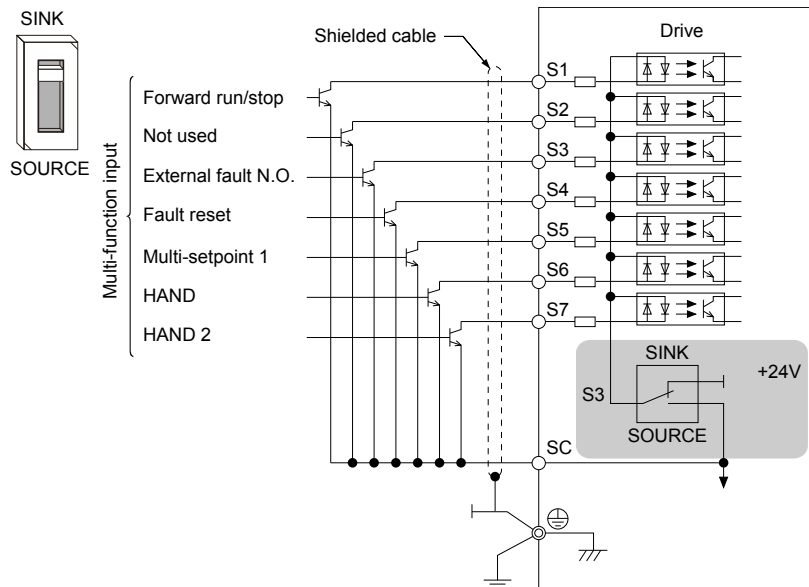 SINK
SOURCE
Multi-function input
Forward run/stop
Not used
External fault N.O.
Fault reset
Multi-setpoint 1
HAND
HAND 2
Shielded cable
Drive
S1
S2
S3
S4
S5
S6
S7
SINK
+24V
S3
SOURCE
SC